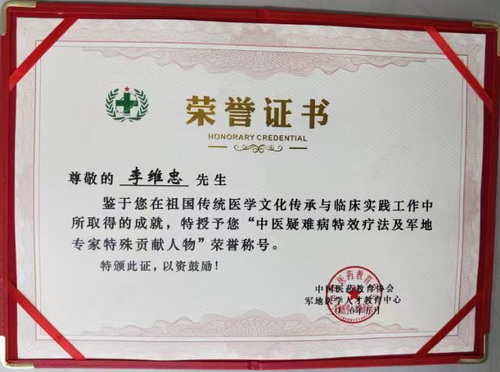 荣誉证书
HONORARY CREDENTIAL
尊敬的 李维忠 先生
鉴于您在祖国传统医学文化传承与临床实践工作中
所取得的成就，特授予您“中医疑难病特效疗法及军地
专家特殊贡献人物”荣誉称号。
特颁此证，以资鼓励！
中国医药教育协会
军地医学人才教育中心